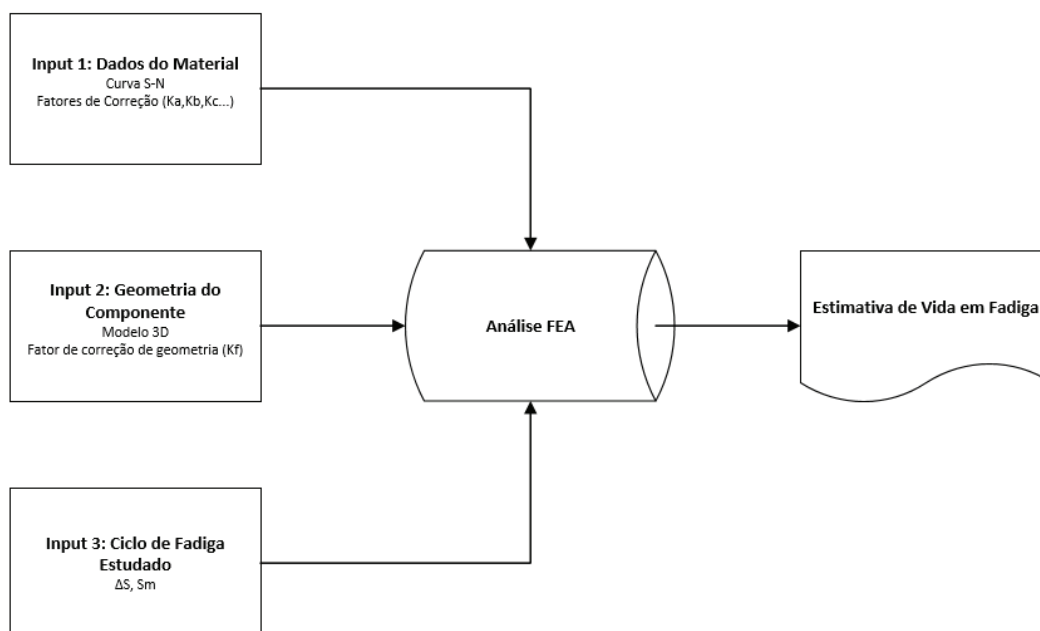 Input 1: Dados do Material
Curva S-N
Fatores de Correção (Ka,Kb,Kc...)
Input 2: Geometria do
Componente
Modelo 3D
Fator de correção de geometria (Kf)
Análise FEA
Estimativa de Vida em Fadiga
Input 3: Ciclo de Fadiga
Estudado
ΔS, Sm